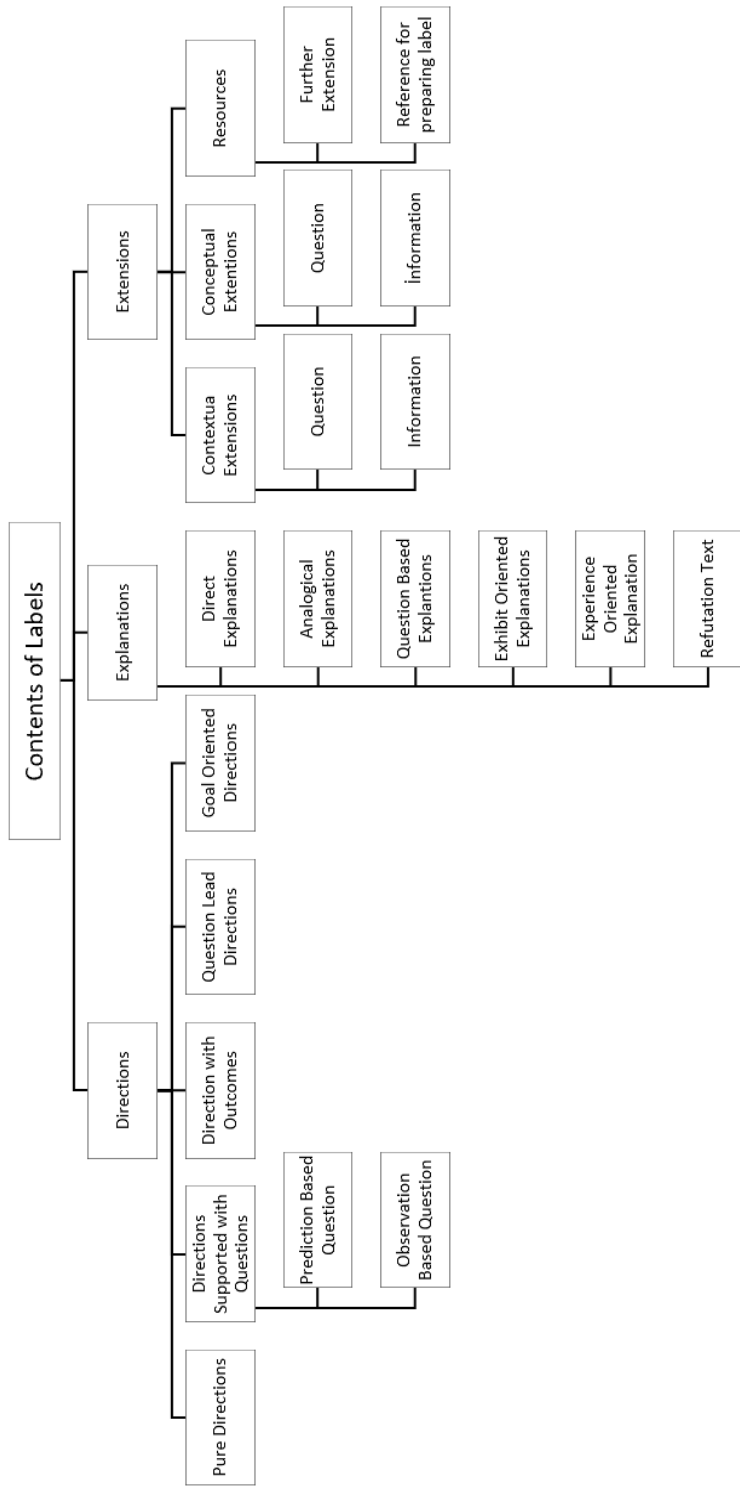 Contents of Labels
Directions
Explanations
Extensions
Pure Directions
Directions
Supported with
Questions
Direction with
Outcomes
Question Lead
Directions
Goal Oriented
Directions
Prediction Based
Question
Observation
Based Question
Direct
Explanations
Analogical
Explanations
Question Based
Explantions
Exhibit Oriented
Explanations
Experience
Oriented
Explanation
Refutation Text
Contextua
Extensions
Question
Information
Conceptual
Extentions
Question
Information
Resources
Further
Extension
Reference for
preparing label